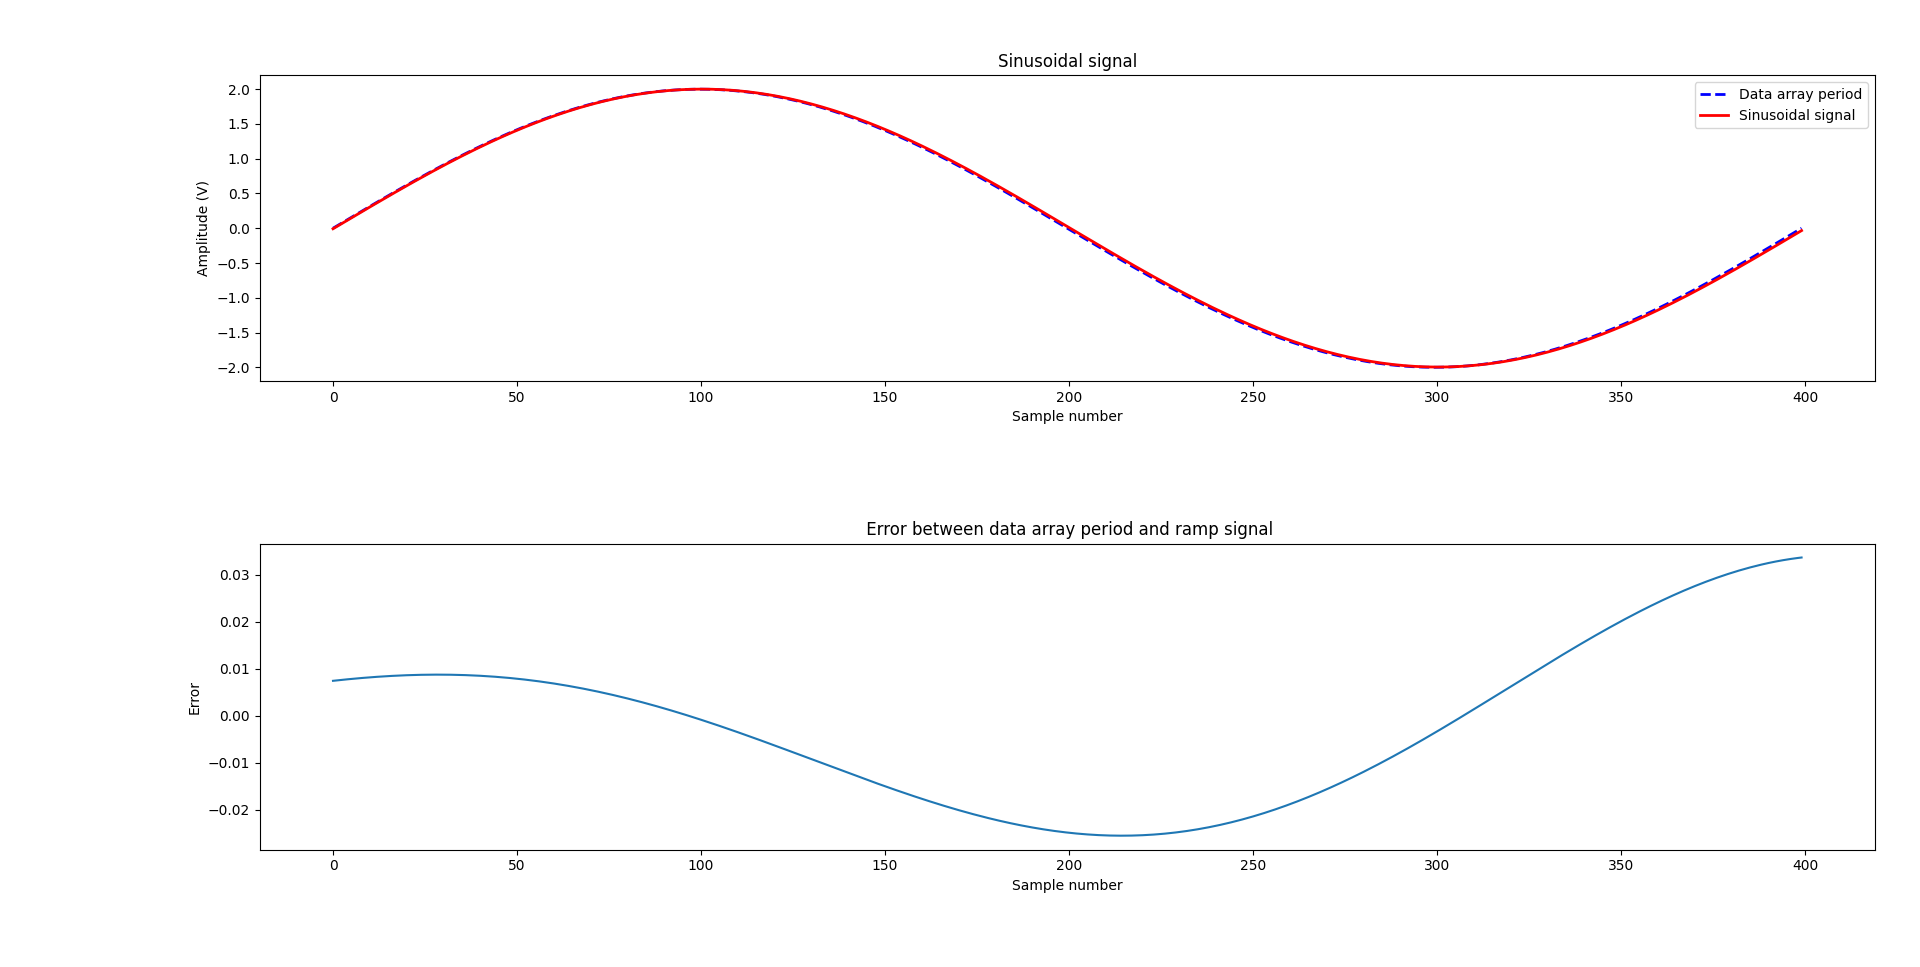 Sinusoidal signal
2.0
1.5
1.0
0.5
0.0
−0.5
−1.0
−1.5
−2.0
Amplitude (V)
Data array period
Sinusoidal signal
0 50 100 150 200 250 300 350 400
Sample number
Error between data array period and ramp signal
0.03
0.02
0.01
0.00
−0.01
−0.02
Error
0 50 100 150 200 250 300 350 400
Sample number